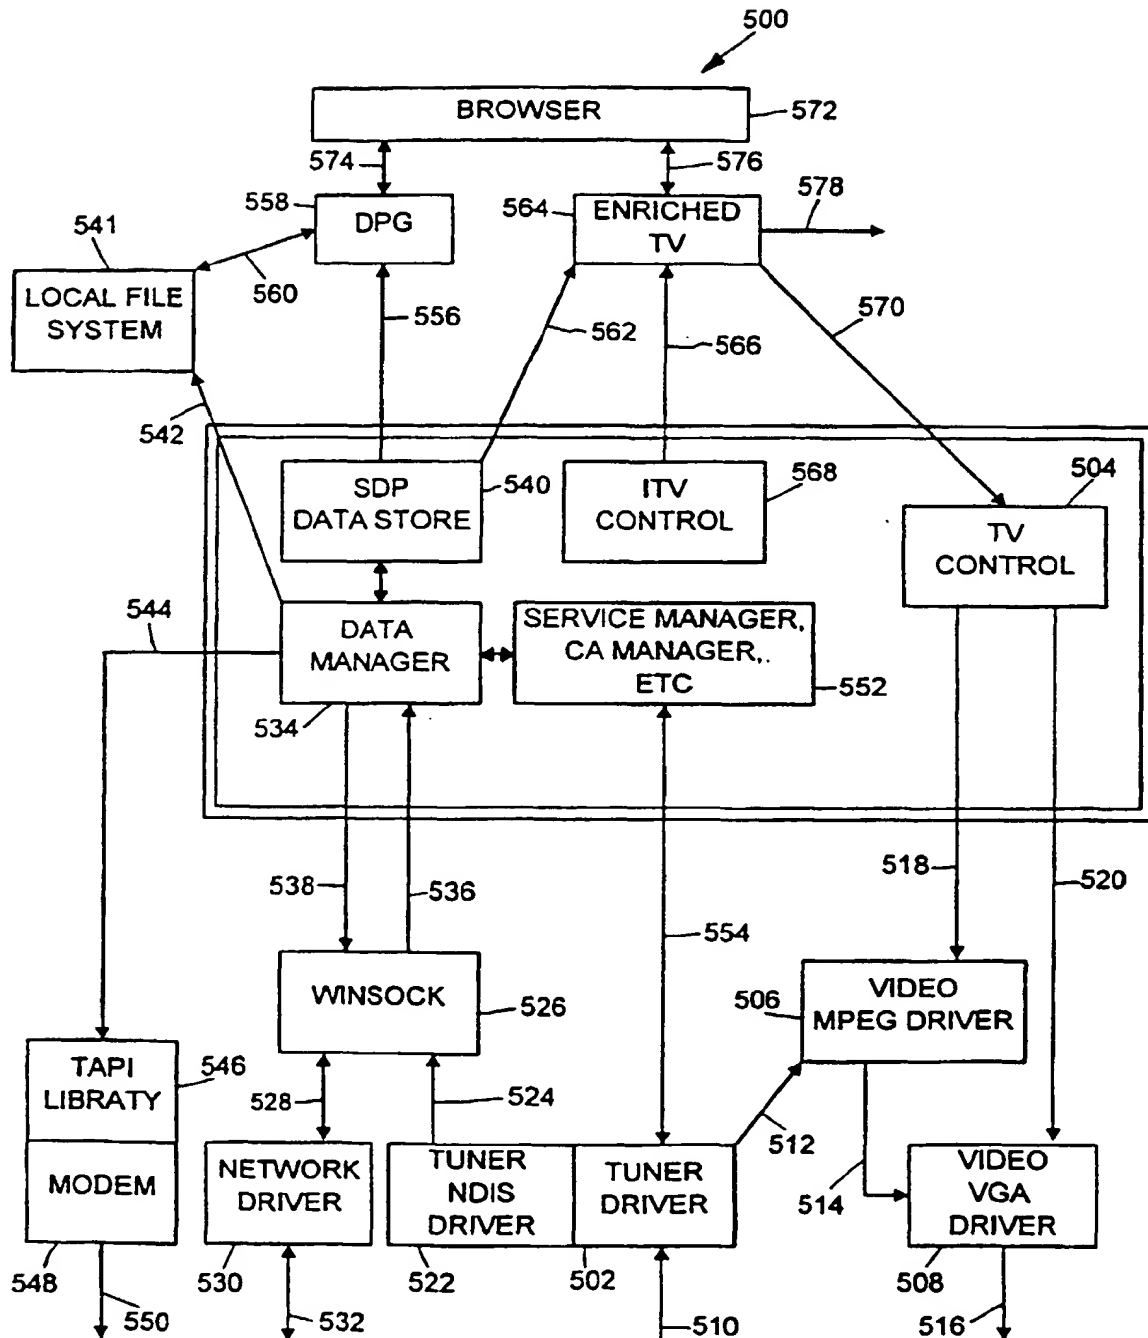 500
BROWSER
572
574
576
558
DPG
564
ENRICHED
TV
578
541
560
LOCAL FILE
SYSTEM
556
562
566
570
542
SDP
DATA STORE
540
ITV
CONTROL
568
504
TV
CONTROL
544
DATA
MANAGER
SERVICE MANAGER,
CA MANAGER,
ETC
552
534
538
536
518
520
554
WINSOCK
526
506
VIDEO
MPEG DRIVER
TAPI
LIBRATY
546
528
524
512
MODEM
NETWORK
DRIVER
TUNER
NDIS
DRIVER
TUNER
DRIVER
514
VIDEO
VGA
DRIVER
548
530
522
502
508
550
532
510
516